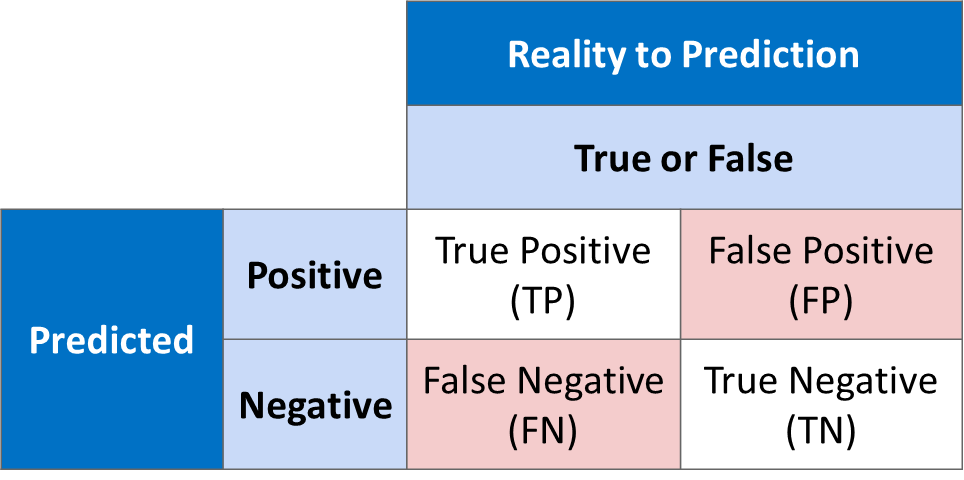 Reality to Prediction
True or False
Predicted
Positive
True Positive
(TP)
False Positive
(FP)
Negative
False Negative
(FN)
True Negative
(TN)